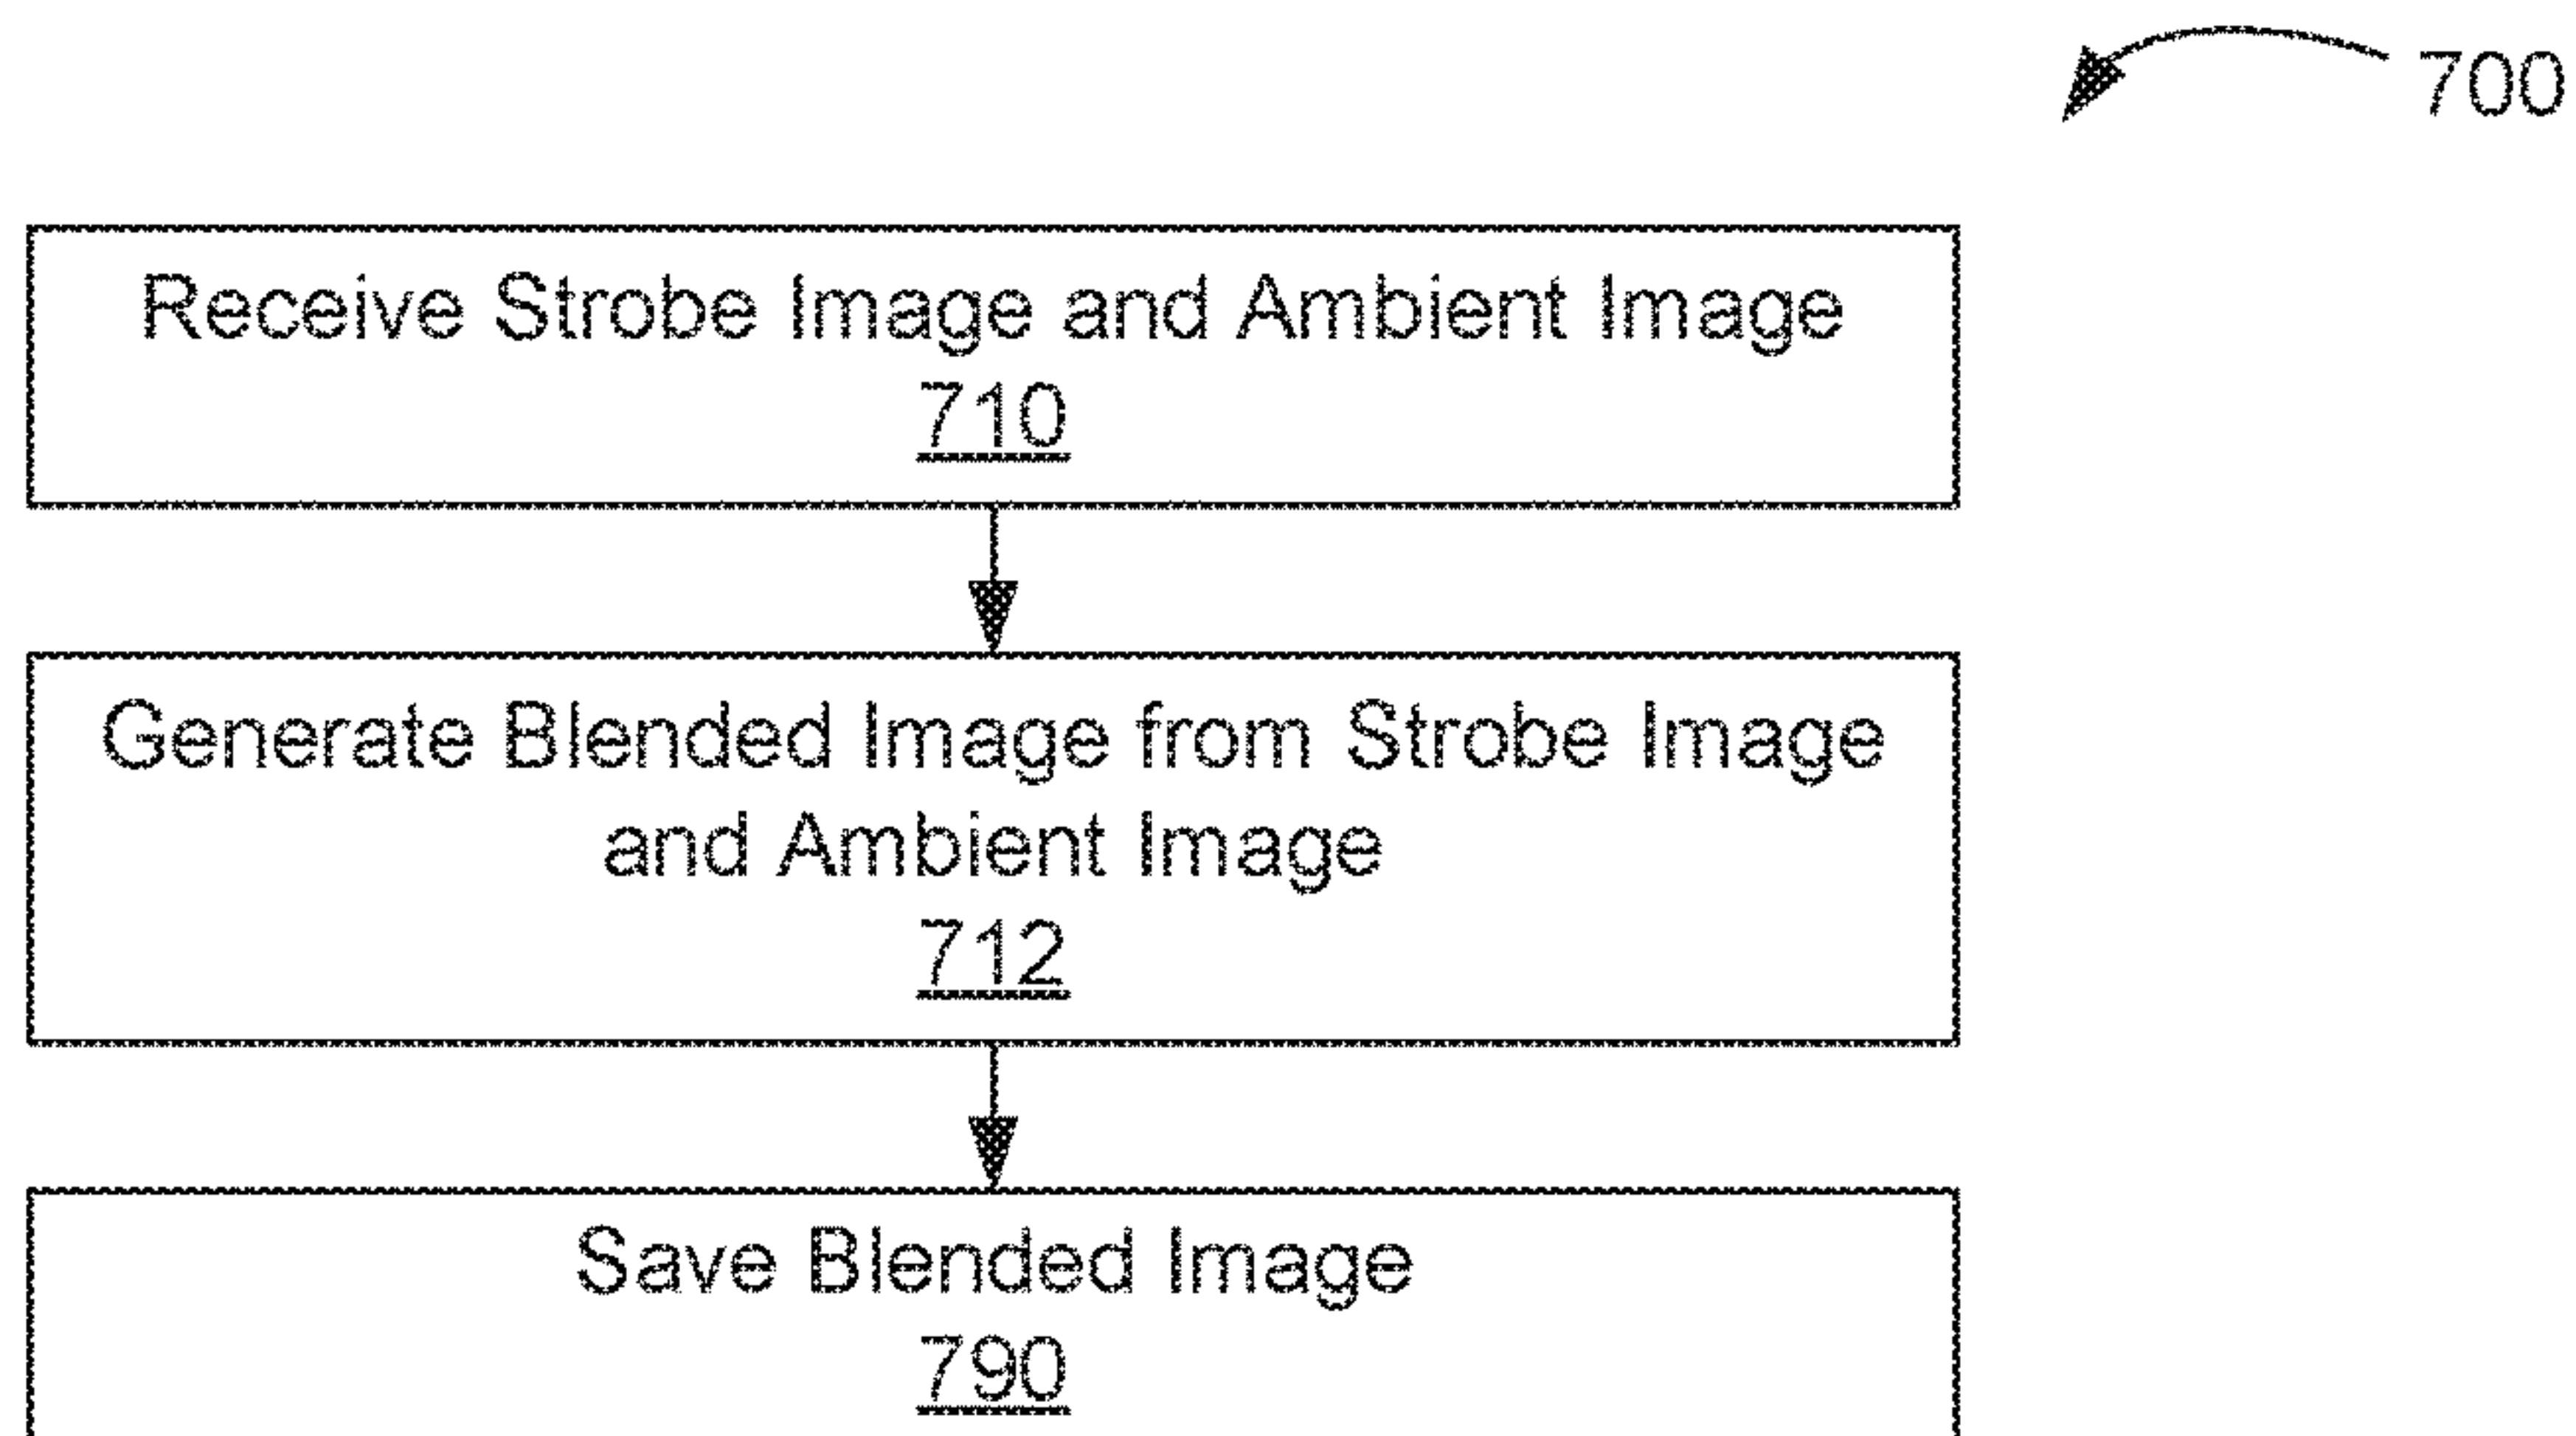 700
Receive Strobe Image and Ambient Image
710
Generate Blended Image from Strobe Image
and Ambient Image
712
Save Blended Image
790